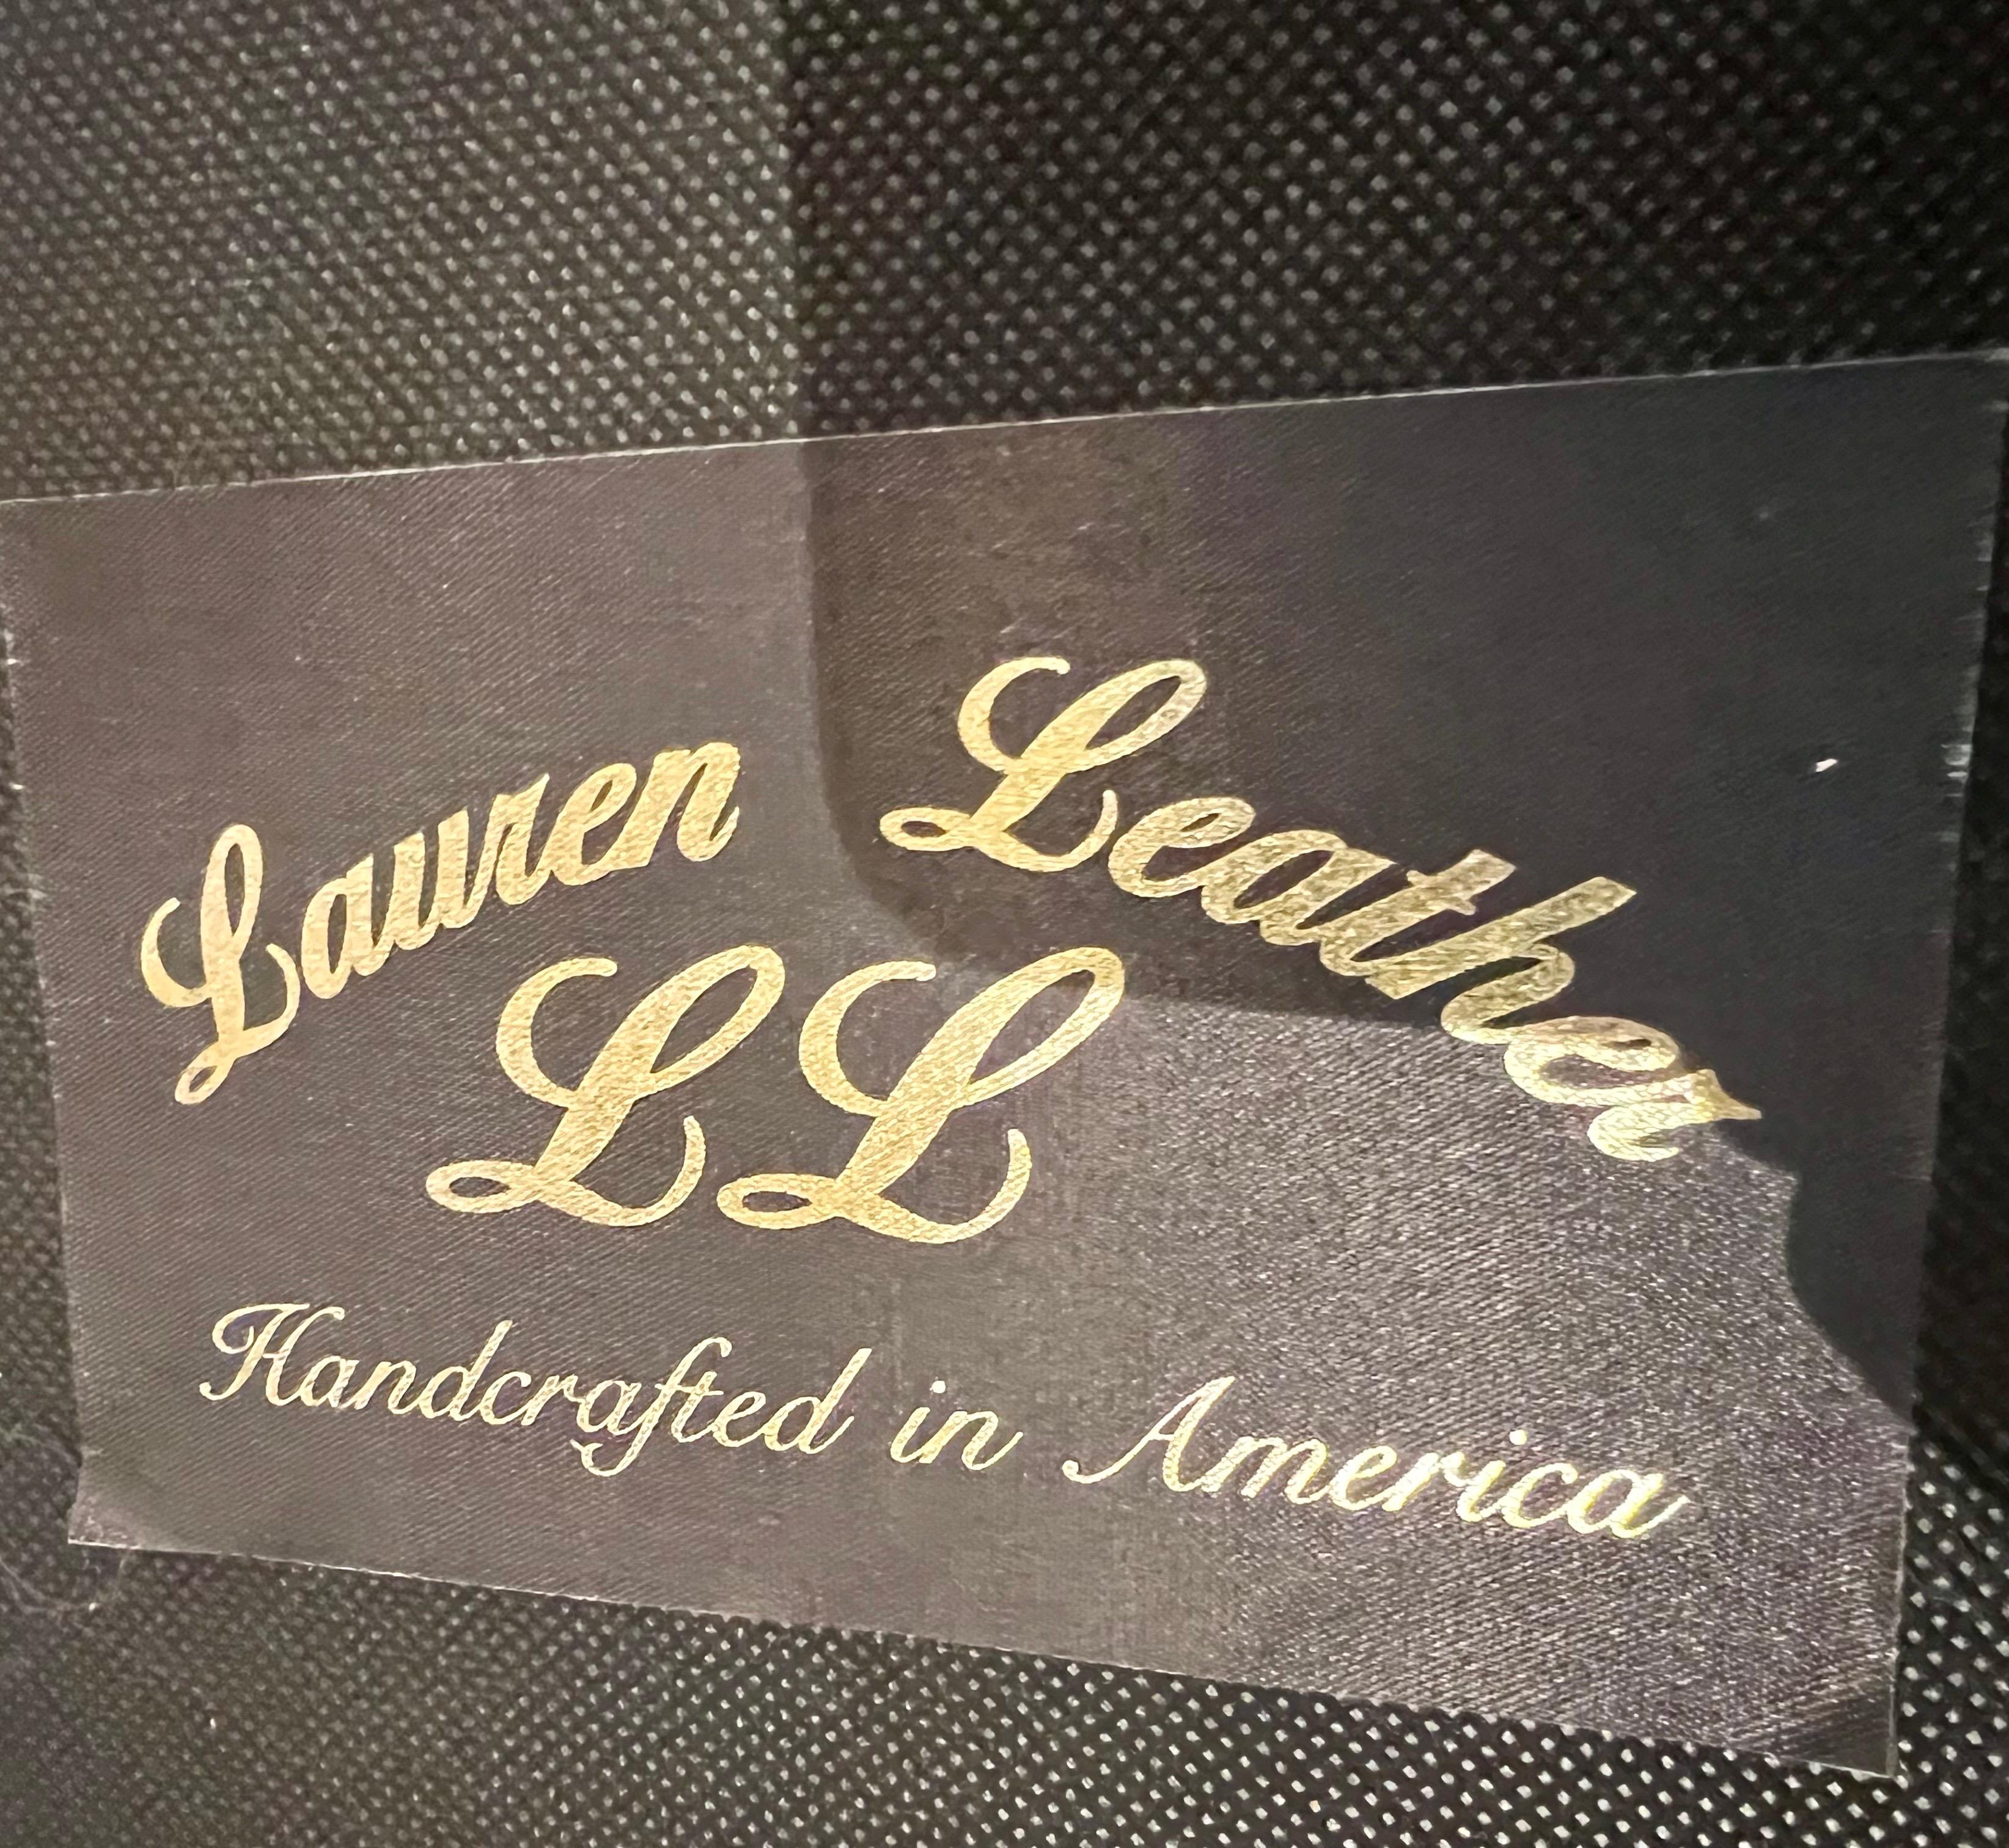 Lauren Leather
LL
Handcrafted in America